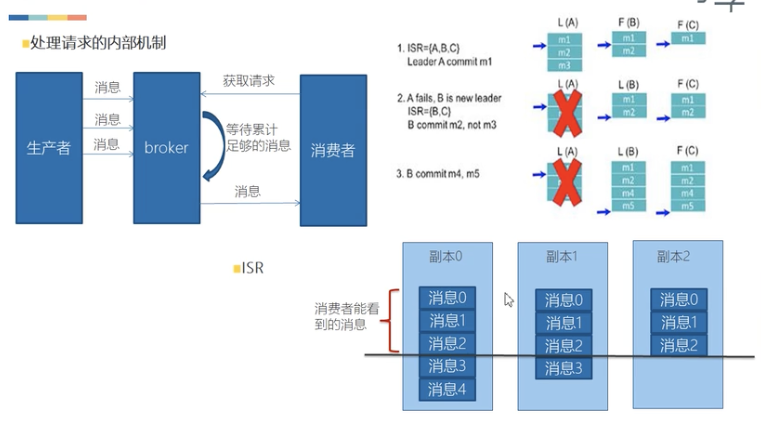 处理请求的内部机制
生产者
消息
消息
消息
broker
获取请求
等待累计
足够的消息
消息
消费者
1. ISR={A,B,C}
Leader A commit m1
L (A)
m1
m2
m3
F (B)
m1
m2
F (C)
m1
2. A fails, B is new leader
ISR={B,C}
B commit m2, not m3
L (A)
L (B)
m1
m2
F (C)
m1
m2
3. B commit m4, m5
L (A)
L (B)
m1
m2
m4
m5
F (C)
m1
m2
m4
m5
ISR
消费者能看
到的消息
副本0
消息0
消息1
消息2
消息3
消息4
副本1
消息0
消息1
消息2
消息3
副本2
消息0
消息1
消息2